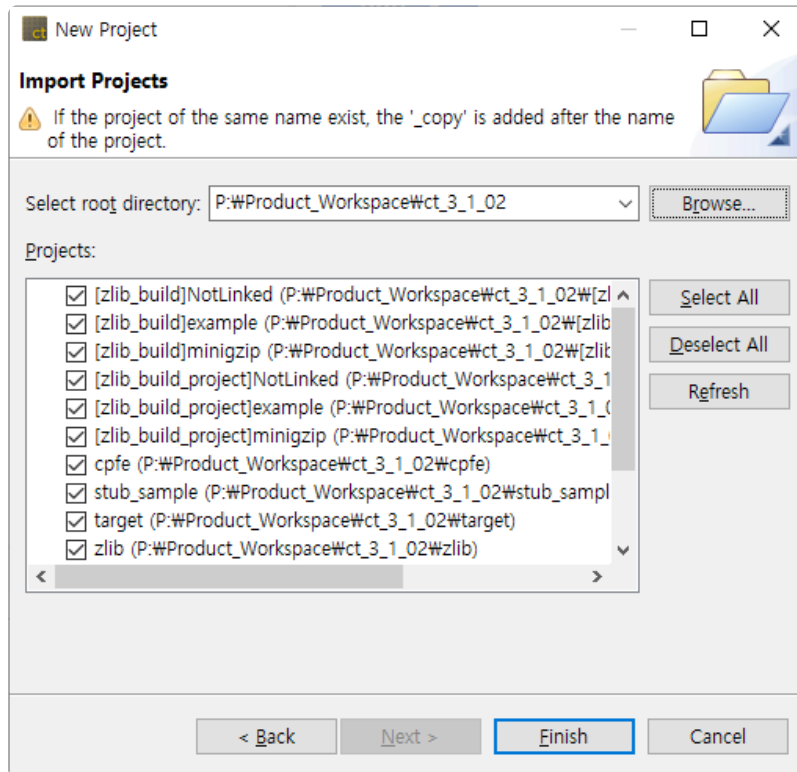 ct New Project
Import Projects
If the project of the same name exist, the '_copy' is added after the name
of the project.
Select root directory: P:₩Product_Workspace₩ct_3_1_02 Browse...
Projects:
[zlib_build]NotLinked (P:₩Product_Workspace₩ct_3_1_02₩[zl
[zlib_build]example (P:₩Product_Workspace₩ct_3_1_02₩[zlib
[zlib_build]minigzip (P:₩Product_Workspace₩ct_3_1_02₩[zlib
[zlib_build_project]NotLinked (P:₩Product_Workspace₩ct_3_1
[zlib_build_project]example (P:₩Product_Workspace₩ct_3_1_(
[zlib_build_project]minigzip (P:₩Product_Workspace₩ct_3_1_
cpfe (P:₩Product_Workspace₩ct_3_1_02₩cpfe)
stub_sample (P:₩Product_Workspace₩ct_3_1_02₩stub_sampl
target (P:₩Product_Workspace₩ct_3_1_02₩target)
zlib (P:₩Product_Workspace₩ct_3_1_02₩zlib)
Select All
Deselect All
Refresh
< Back Next > Finish Cancel